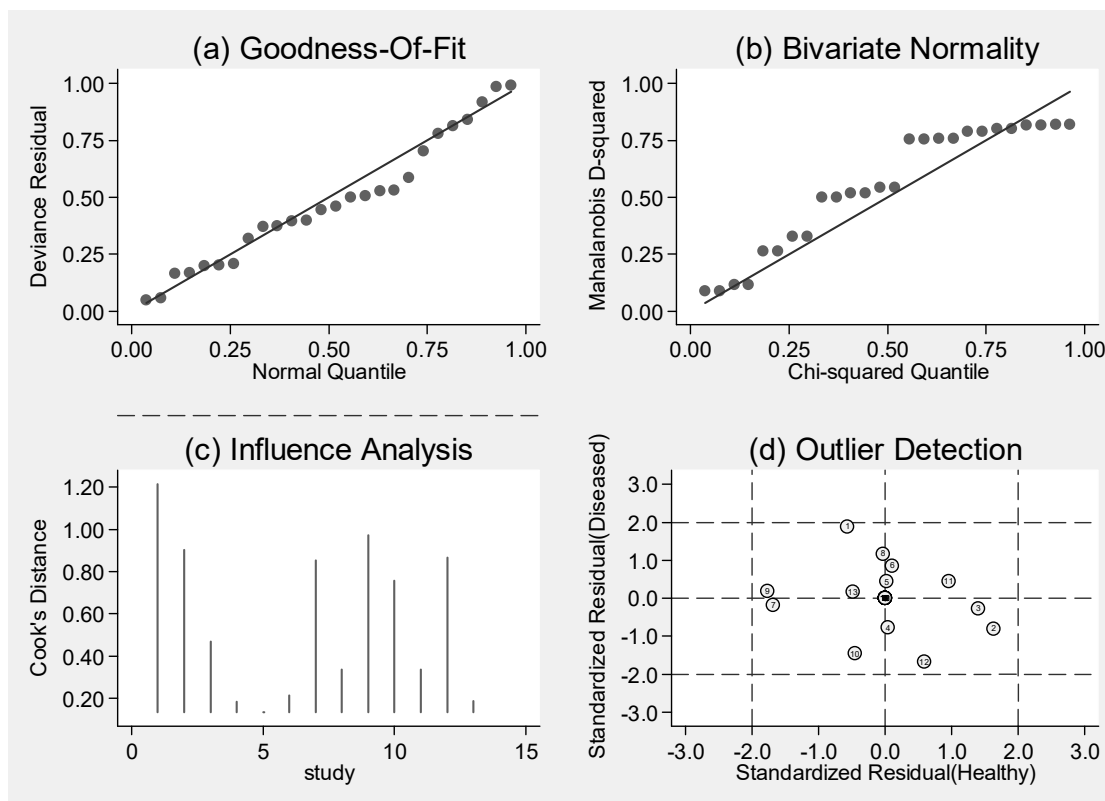 (a) Goodness-Of-Fit
Deviance Residual
1.00
0.75
0.50
0.25
0.00
0.00 0.25 0.50 0.75 1.00
Normal Quantile
(b) Bivariate Normality
Mahalanobis D-squared
1.00
0.75
0.50
0.25
0.00
0.00 0.25 0.50 0.75 1.00
Chi-squared Quantile
(c) Influence Analysis
Cook's Distance
1.20
1.00
0.80
0.60
0.40
0.20
0 5 10 15
study
(d) Outlier Detection
Standardized Residual(Diseased)
3.0
2.0
1.0
0.0
-1.0
-2.0
-3.0
1
8
6
5
11
9
13
7
3
4
2
10
12
-3.0 -2.0 -1.0 0.0 1.0 2.0 3.0
Standardized Residual(Healthy)